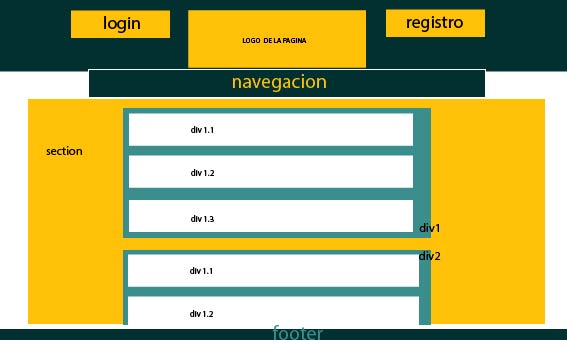 login
LOGO DE LA PAGINA
registro
navegacion
section
div 1.1
div 1.2
div 1.3
div1
div2
div 1.1
div 1.2
footer